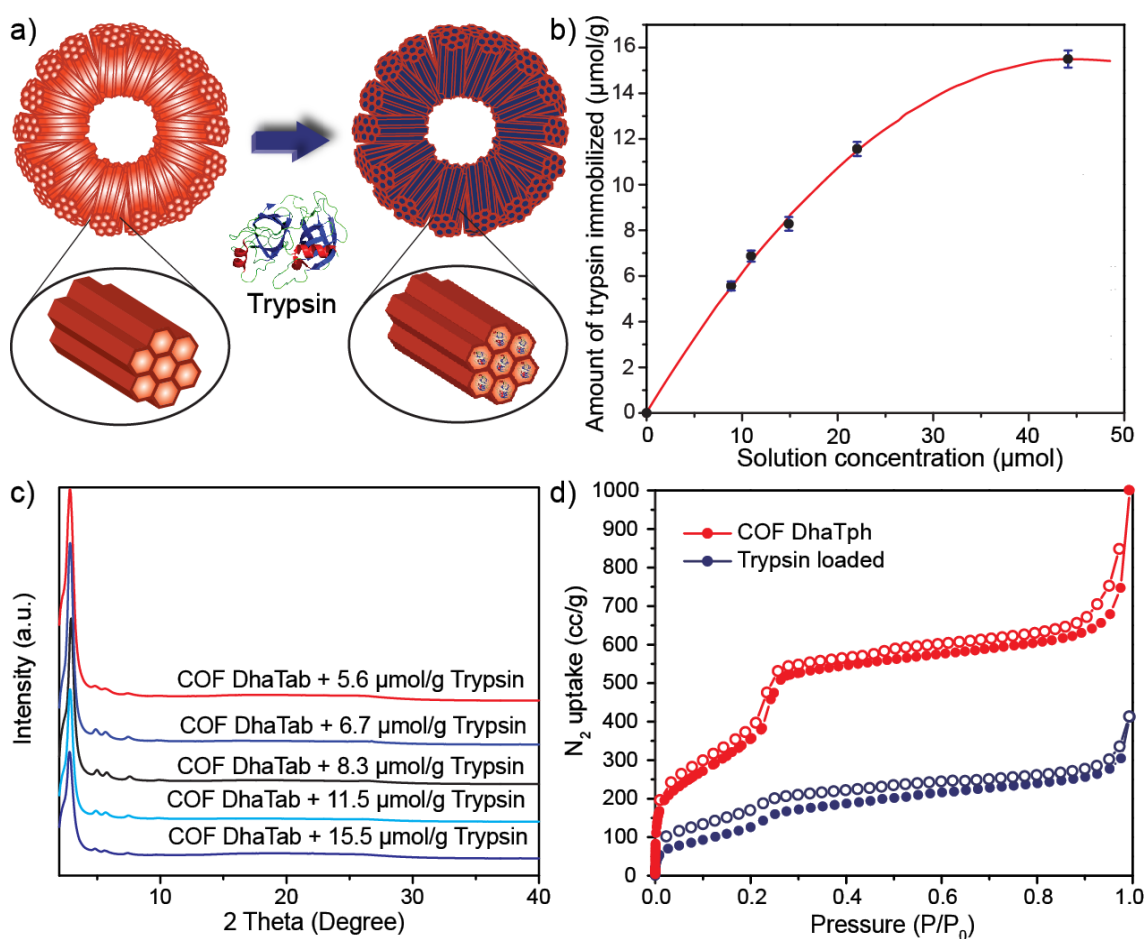 a)
Trypsin
b)
Amount of trypsin immobilized (µmol/g)
16
14
12
10
8
6
4
2
0
0 10 20 30 40 50
Solution concentration (µmol)
c)
Intensity (a.u.)
COF DhaTab + 5.6 µmol/g Trypsin
COF DhaTab + 6.7 µmol/g Trypsin
COF DhaTab + 8.3 µmol/g Trypsin
COF DhaTab + 11.5 µmol/g Trypsin
COF DhaTab + 15.5 µmol/g Trypsin
10 20 30 40
2 Theta (Degree)
d)
N₂ uptake (cc/g)
1000
900
800
700
600
500
400
300
200
100
0
COF DhaTph
Trypsin loaded
0.0 0.2 0.4 0.6 0.8 1.0
Pressure (P/P₀)